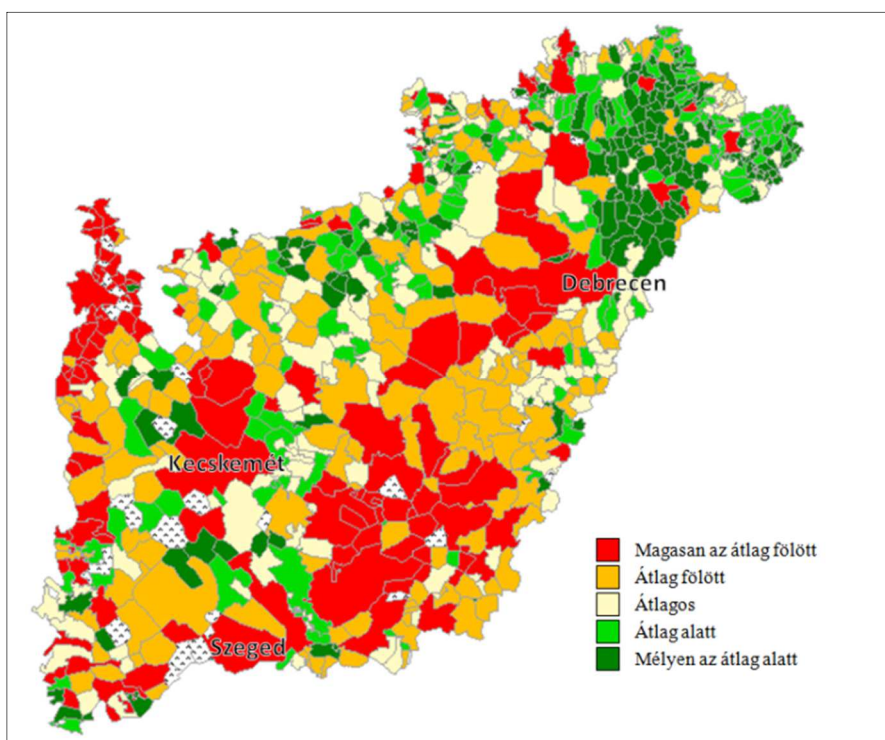 Debrecen
Kecskemét
Szeged
Magasan az átlag fölött
Átlag fölött
Átlagos
Átlag alatt
Mélyen az átlag alatt